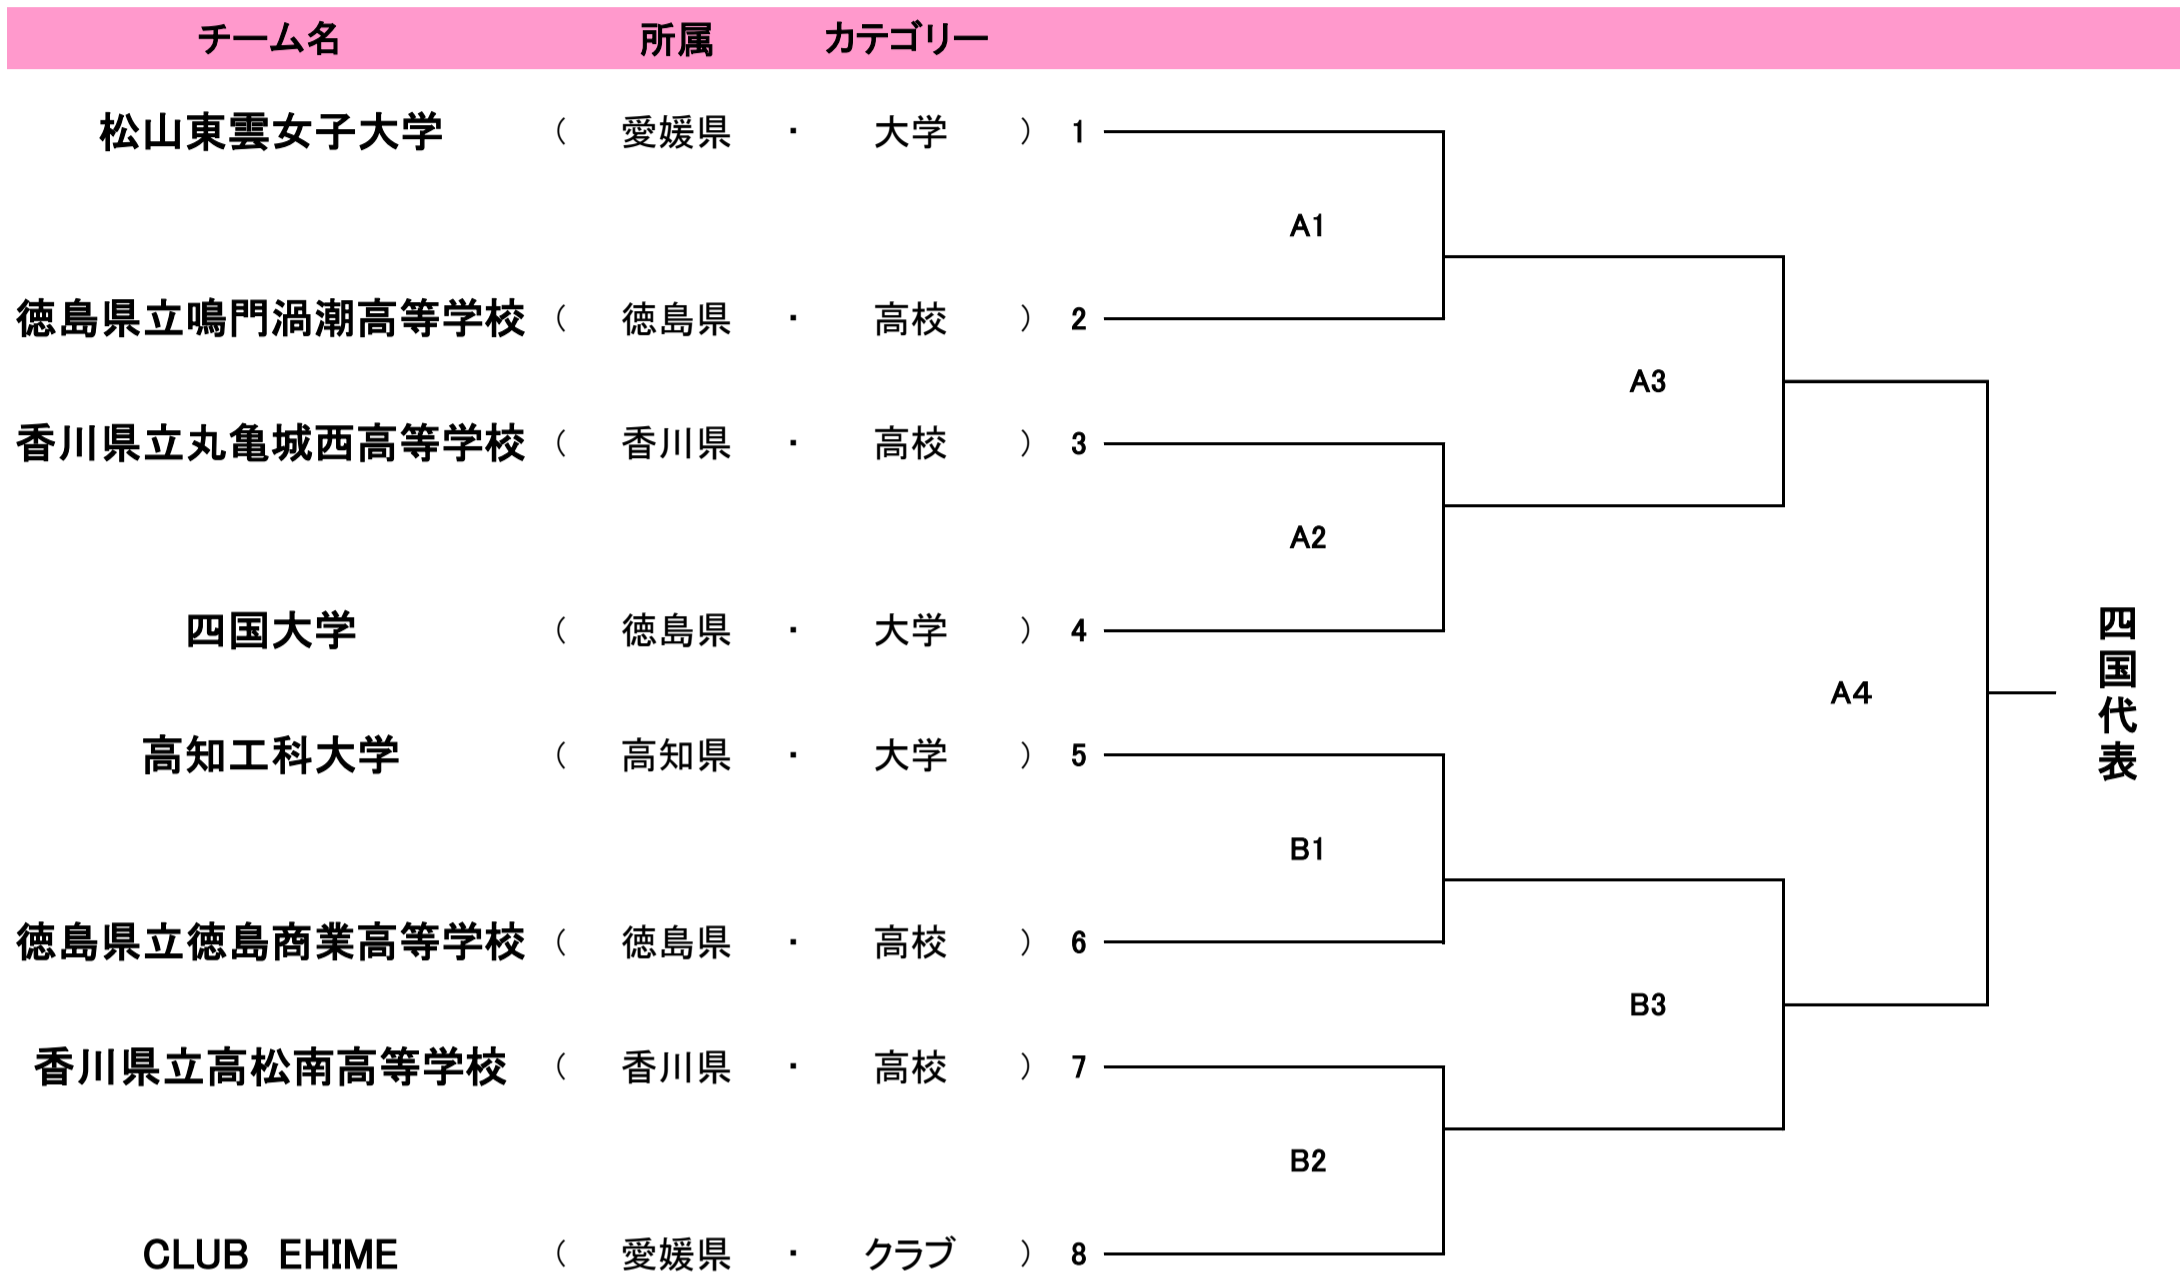 チーム名 所属 カテゴリー
松山東雲女子大学 ( 愛媛県 ・ 大学 ) 1
A1
徳島県立鳴門渦潮高等学校 ( 徳島県 ・ 高校 ) 2
A3
香川県立丸亀城西高等学校 ( 香川県 ・ 高校 ) 3
A2
四国大学 ( 徳島県 ・ 大学 ) 4
A4
四国代表
高知工科大学 ( 高知県 ・ 大学 ) 5
B1
徳島県立徳島商業高等学校 ( 徳島県 ・ 高校 ) 6
B3
香川県立高松南高等学校 ( 香川県 ・ 高校 ) 7
B2
CLUB　EHIME ( 愛媛県 ・ クラブ ) 8